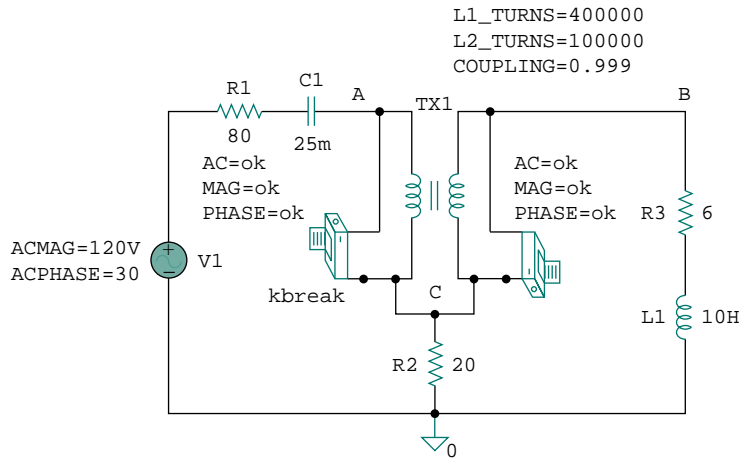 L1_TURNS=400000
L2_TURNS=100000
COUPLING=0.999
R1
C1
A
TX1
B
80
25m
AC=ok
MAG=ok
PHASE=ok
AC=ok
MAG=ok
PHASE=ok
R3
6
ACMAG=120V
ACPHASE=30
V1
kbreak
C
L1
10H
R2
20
0